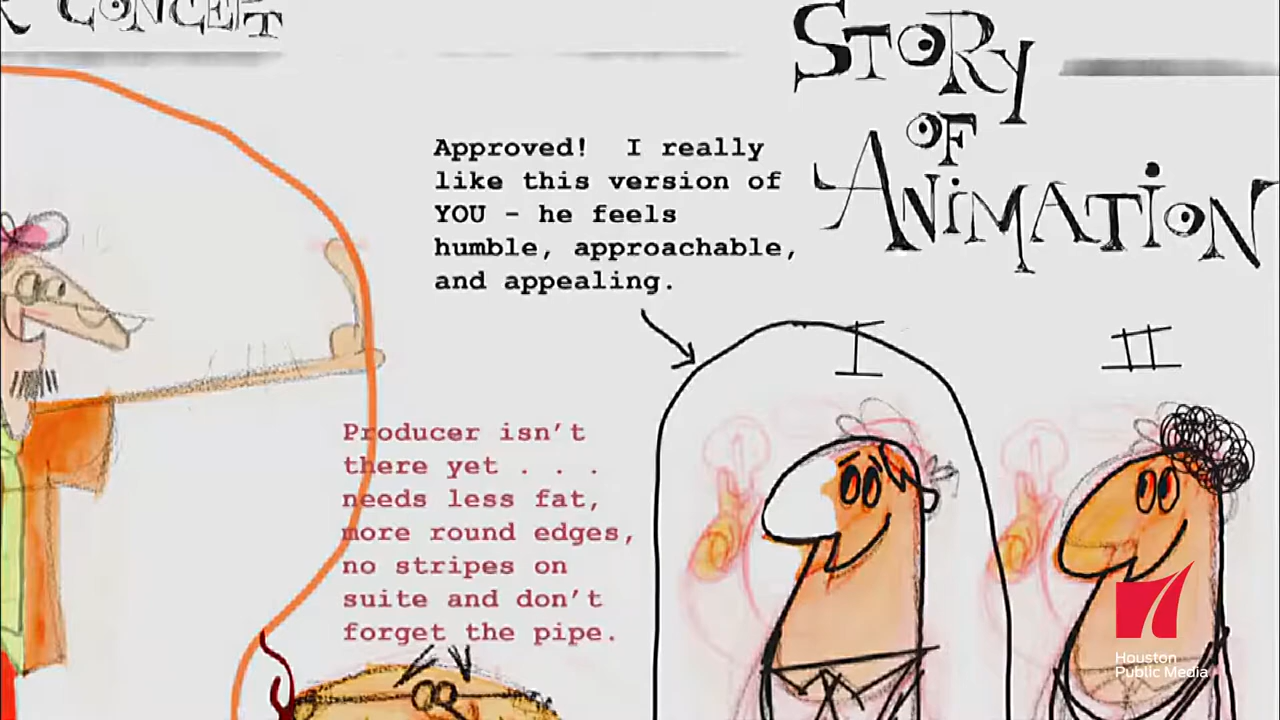 CONCEPT
STORY
OF
ANIMATION
Approved! I really
like this version of
YOU - he feels
humble, approachable,
and appealing.
I
II
Producer isn't
there yet . . .
needs less fat,
more round edges,
no stripes on
suite and don't
forget the pipe.
Houston
Public Media